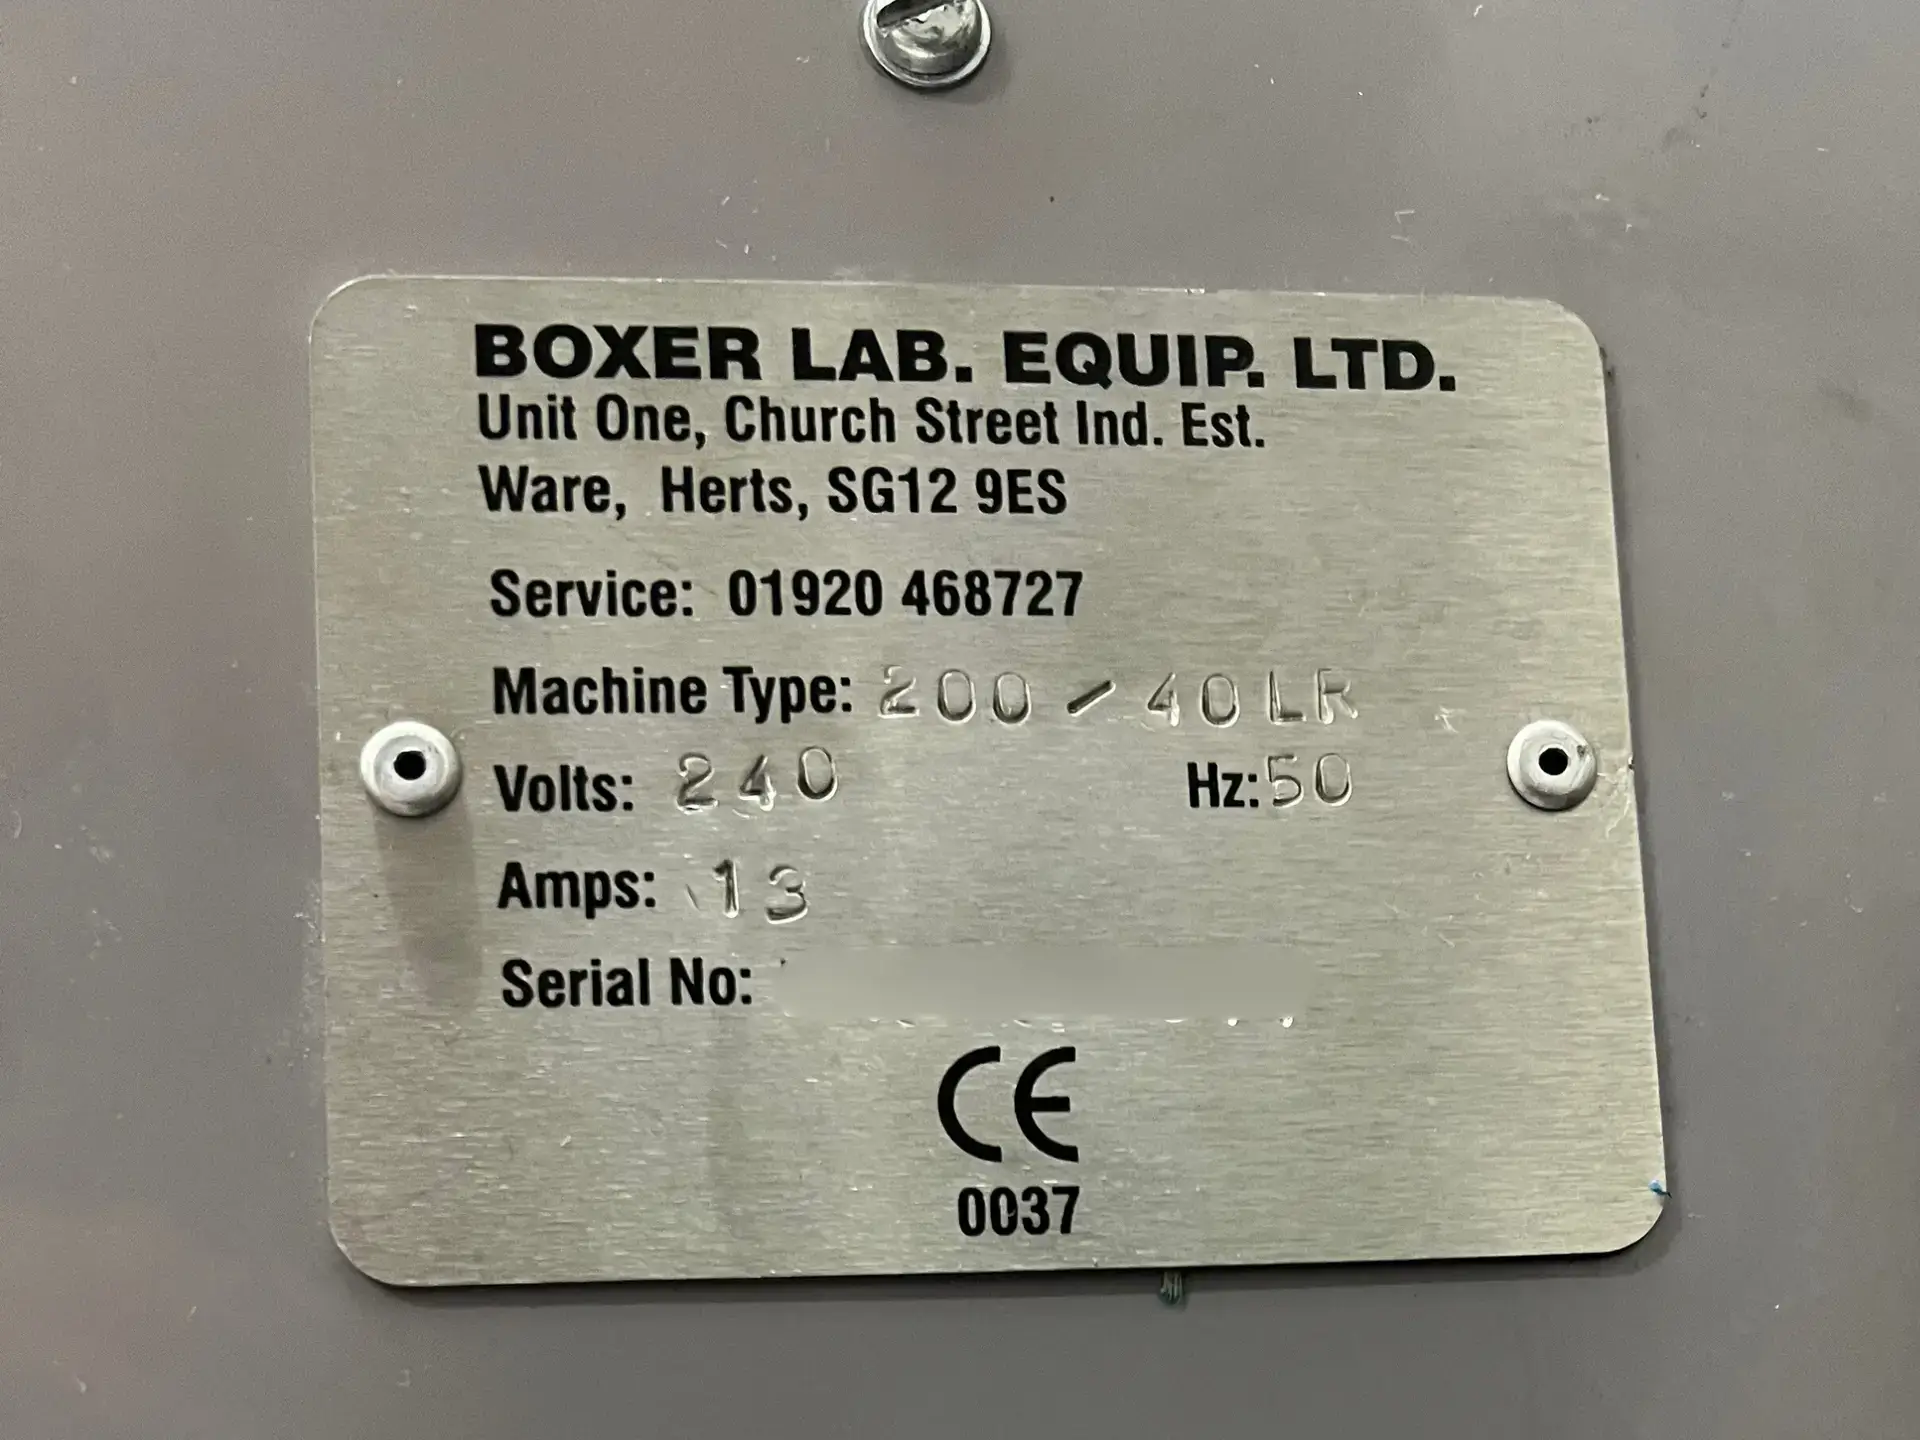 BOXER LAB. EQUIP. LTD.
Unit One, Church Street Ind. Est.
Ware, Herts, SG12 9ES
Service: 01920 468727
Machine Type: 200/40LR
Volts: 240 Hz: 50
Amps: 13
Serial No:
CE
0037